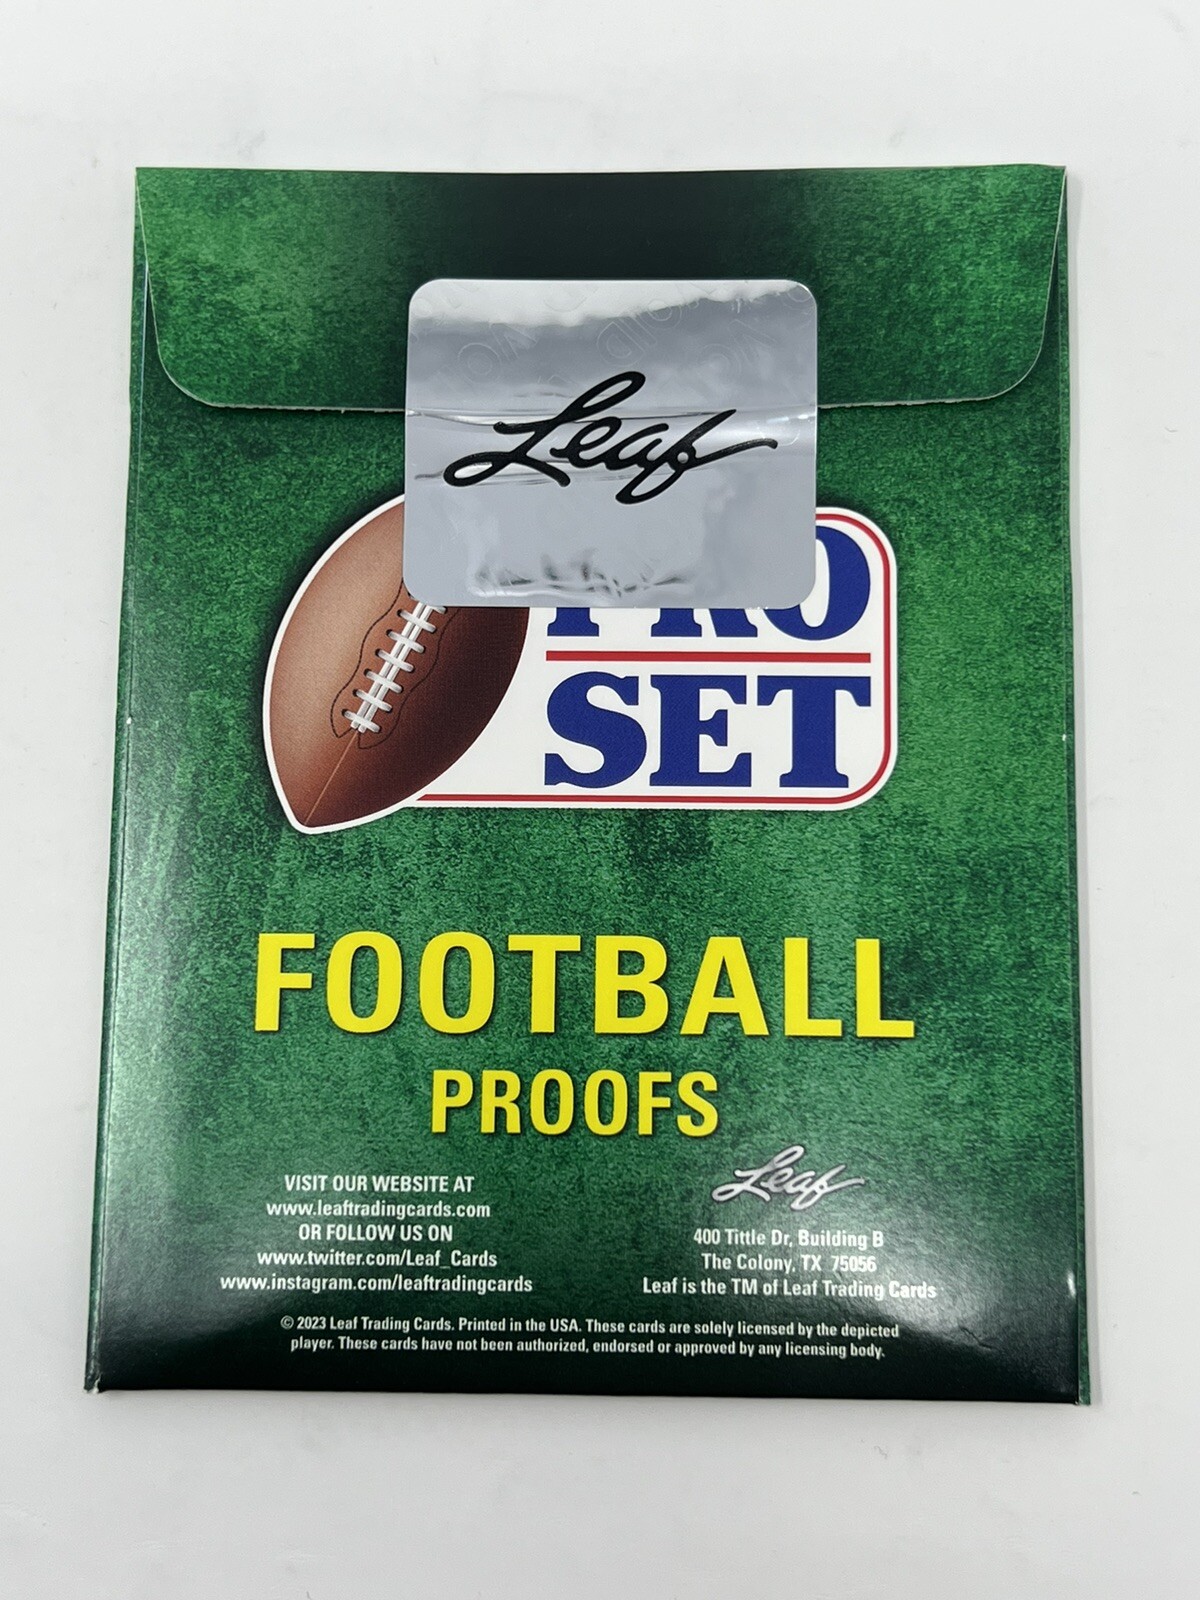 Leaf
PRO
SET
FOOTBALL
PROOFS
VISIT OUR WEBSITE AT
www.leaftradingcards.com
OR FOLLOW US ON
www.twitter.com/Leaf_Cards
www.instagram.com/leaftradingcards
Leaf
400 Tittle Dr, Building B
The Colony, TX 75056
Leaf is the TM of Leaf Trading Cards
© 2023 Leaf Trading Cards. Printed in the USA. These cards are solely licensed by the depicted
player. These cards have not been authorized, endorsed or approved by any licensing body.